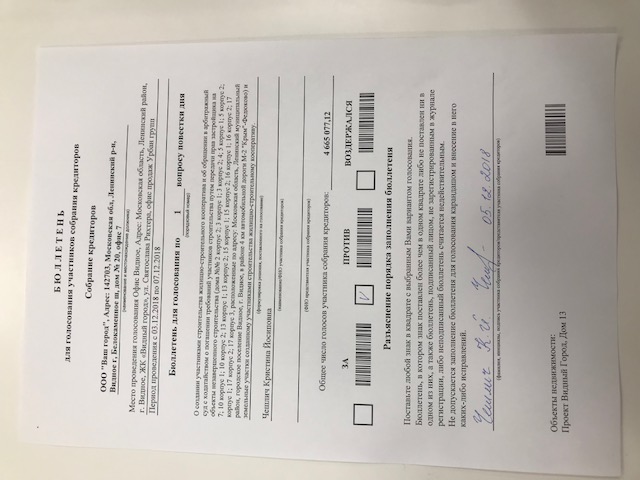 БЮЛЛЕТЕНЬ
для голосования участников собрания кредиторов
Собрание кредиторов
ООО "Ваш город", Адрес: 142703, Московская обл, Ленинский р-н,
Видное г, Белокаменное ш, дом № 20, офис 7
(наименование и местонахождение должника)
Место проведения голосования Офис Видное, Адрес: Московская область, Ленинский район,
г. Видное, ЖК «Видный город», ул. Святослава Рихтера, офис продаж Урбан групп
Период проведения с 03.12.2018 по 07.12.2018
Бюллетень для голосования по 1 вопросу повестки дня
(порядковый номер)
О создании участниками строительства жилищно-строительного кооператива и об обращении в арбитражный
суд с ходатайством о погашении требований участников строительства путем передачи прав застройщика на
объекты незавершенного строительства (дома №№ 2 корпус 2; 3 корпус 1; 3 корпус 2; 4; 5 корпус 1; 5 корпус 2;
7; 10 корпус 1; 10 корпус 2; 13 корпус 1; 13 корпус 2; 15 корпус 1; 15 корпус 2; 16 корпус 1; 16 корпус 2; 17
корпус 1; 17 корпус 2; 17 корпус 3, расположенные по адресу: Московская область, Ленинский муниципальный
район, городское поселение Видное, г. Видное, в районе 4 км автомобильной дороги М-2 "Крым"-Федюково) и
земельные участки созданному участниками строительства жилищно-строительному кооперативу.
(формулировка решения, поставленного на голосование)
Чешлич Кристина Йосиповна
(наименование/ФИО участника собрания кредиторов)
(ФИО представителя участника собрания кредиторов)
Общее число голосов участника собрания кредиторов: 4 665 077,12
ЗА ПРОТИВ ВОЗДЕРЖАЛСЯ
V
Разъяснение порядка заполнения бюллетеня
Поставьте любой знак в квадрате с выбранным Вами вариантом голосования.
Бюллетень, в котором знак поставлен более чем в одном квадрате либо не поставлен ни в
одном из них, а также бюллетень, подписанный лицом, не зарегистрированным в журнале
регистрации, либо неподписанный бюллетень считается недействительным.
Не допускается заполнение бюллетеня карандашом и внесение в него
каких-либо исправлений.
Чешлич К.Й. 05.12.2018
(фамилия, инициалы, подпись участника собрания кредиторов/представителя участника собрания кредиторов)
Объекты недвижимости:
Проект Видный Город, Дом 13